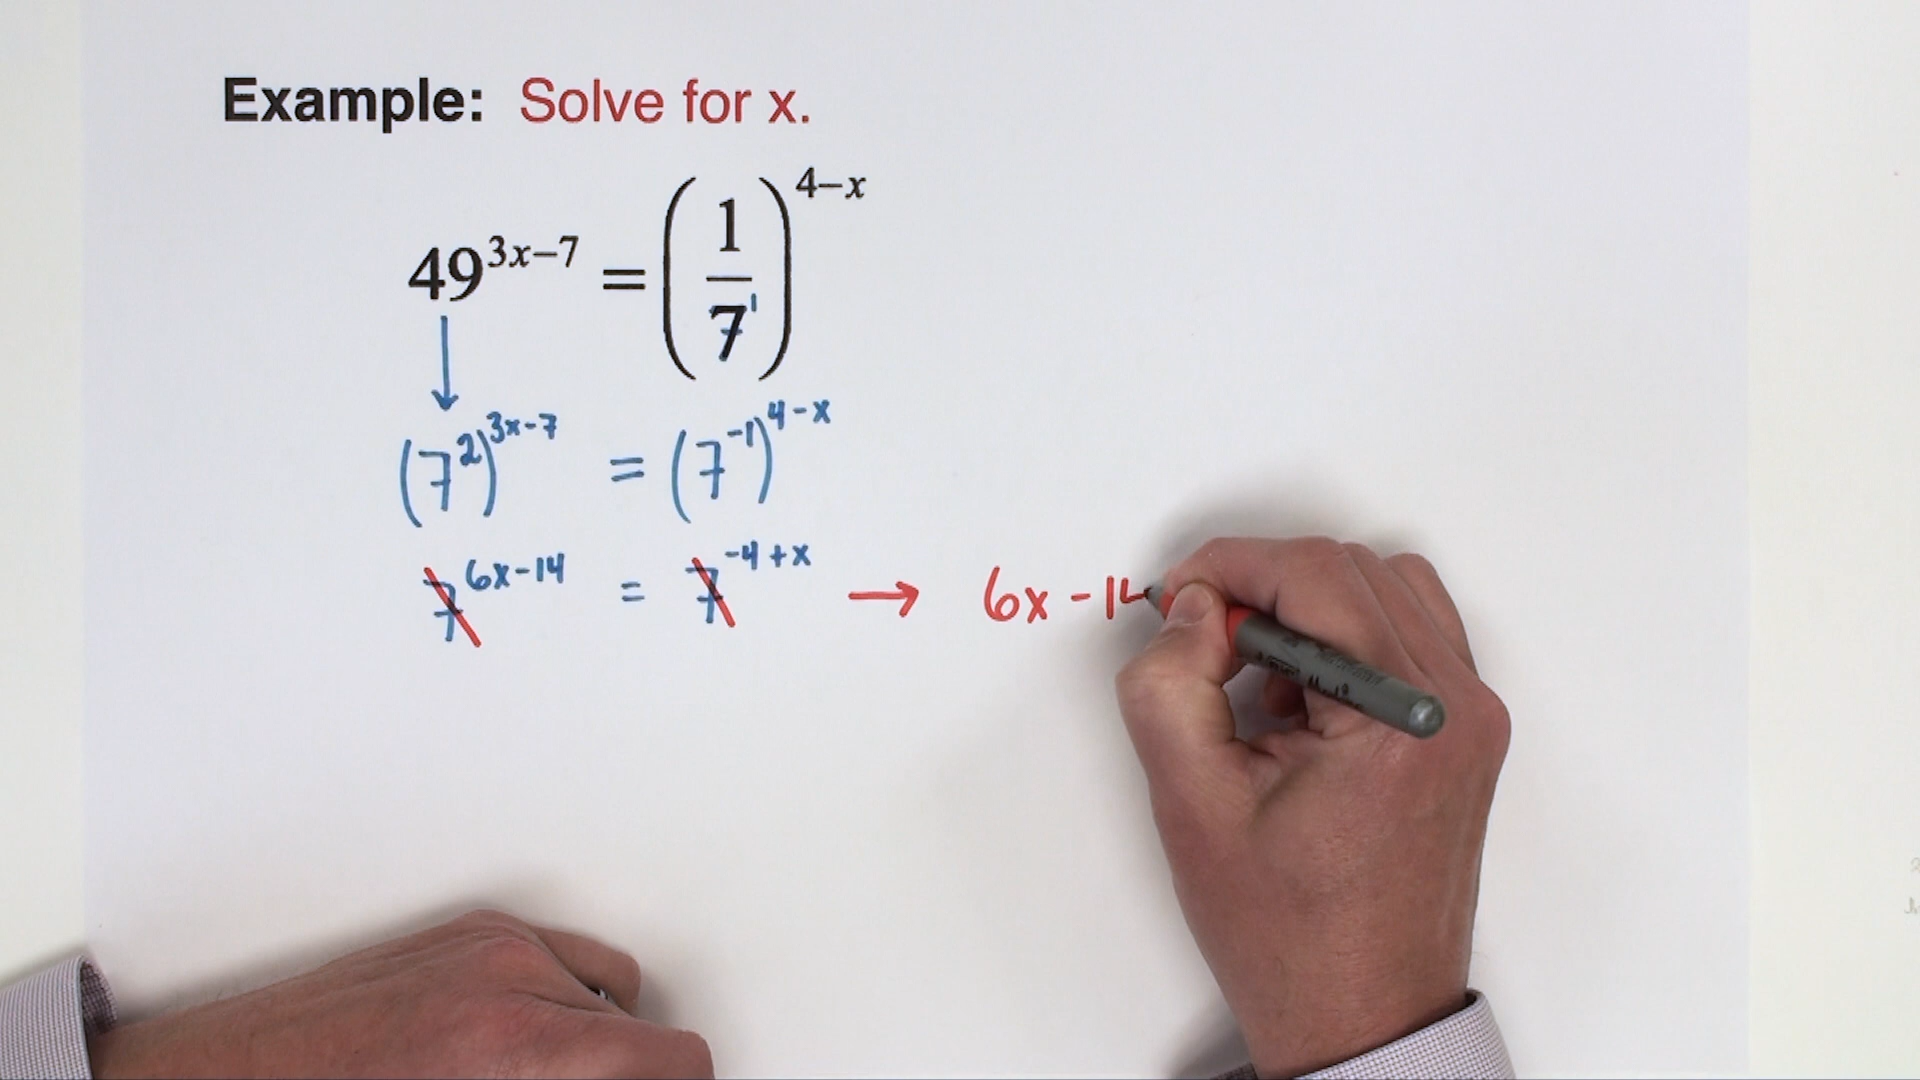 Example: Solve for x.
49^{3x-7} = (1/7^1)^{4-x}
(7^2)^{3x-7} = (7^{-1})^{4-x}
7^{6x-14} = 7^{-4+x} → 6x - 14